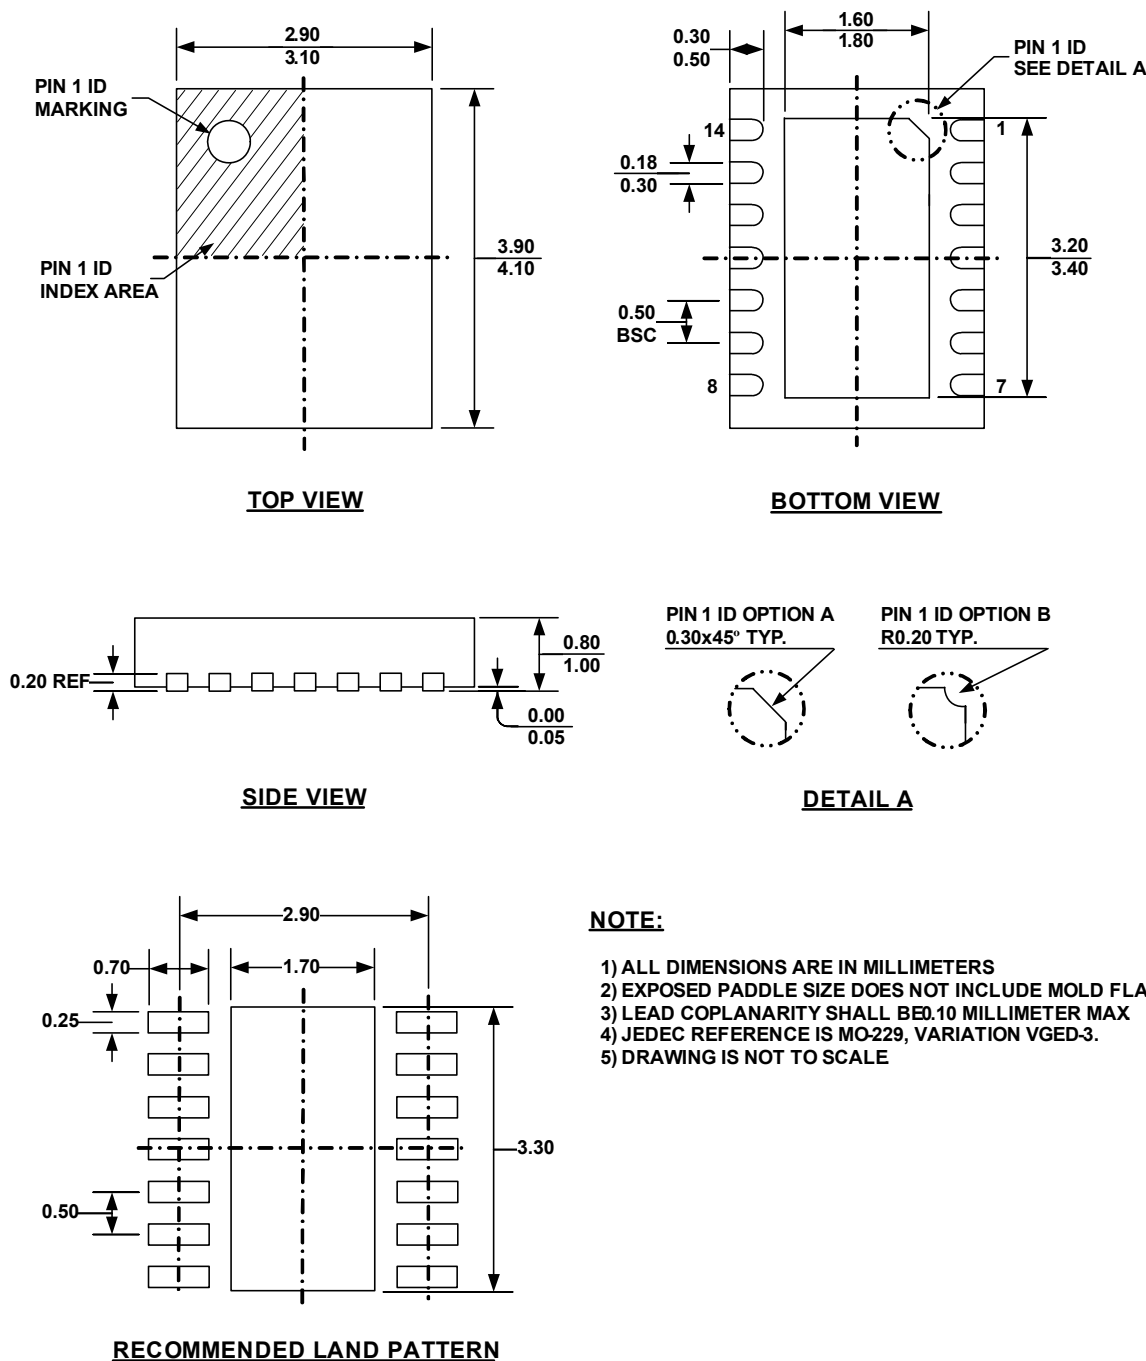 2.90
3.10
PIN 1 ID
MARKING
PIN 1 ID
INDEX AREA
3.90
4.10
TOP VIEW
0.30
0.50
1.60
1.80
PIN 1 ID
SEE DETAIL A
14
1
0.18
0.30
3.20
3.40
0.50
BSC
8
7
BOTTOM VIEW
0.20 REF
0.80
1.00
0.00
0.05
SIDE VIEW
PIN 1 ID OPTION A
0.30x45º TYP.
PIN 1 ID OPTION B
R0.20 TYP.
DETAIL A
2.90
0.70
1.70
0.25
3.30
0.50
RECOMMENDED LAND PATTERN
NOTE:
1) ALL DIMENSIONS ARE IN MILLIMETERS
2) EXPOSED PADDLE SIZE DOES NOT INCLUDE MOLD FLA
3) LEAD COPLANARITY SHALL BE0.10 MILLIMETER MAX
4) JEDEC REFERENCE IS MO-229, VARIATION VGED-3.
5) DRAWING IS NOT TO SCALE